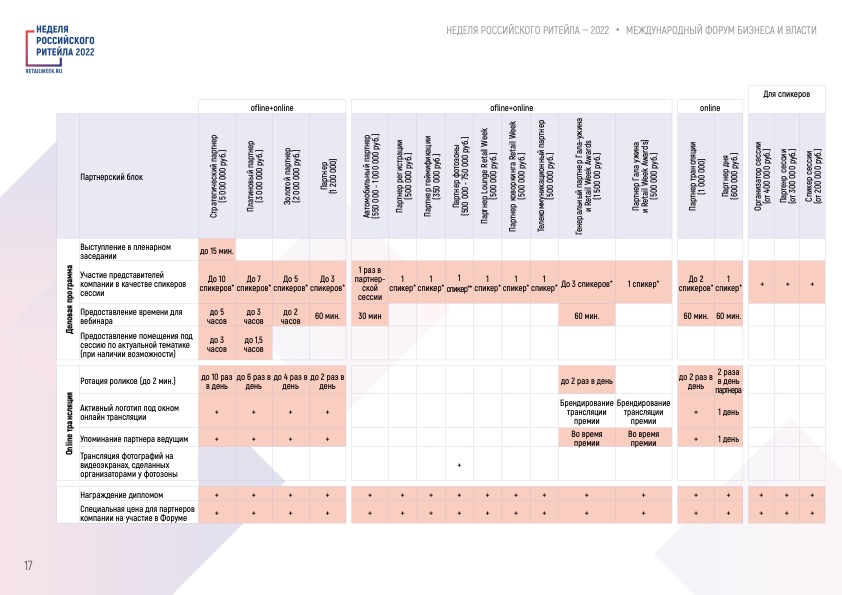 НЕДЕЛЯ
РОССИЙСКОГО
РИТЕЙЛА 2022
RETAILWEEK.RU
НЕДЕЛЯ РОССИЙСКОГО РИТЕЙЛА – 2022 • МЕЖДУНАРОДНЫЙ ФОРУМ БИЗНЕСА И ВЛАСТИ
ofline+online
ofline+online
online
Для спикеров
Партнерский блок
Стратегический партнер
(5 000 000 руб.)
Платиновый партнер
(3 000 000 руб.)
Золотой партнер
(2 000 000 руб.)
Партнер
(1 200 000)
Автомобильный партнер
(550 000 - 1 000 000 руб.)
Партнер регистрации
(500 000 руб.)
Партнер геймификации
(350 000 руб.)
Партнер фотозоны
(500 000 - 750 000 руб.)
Партнер Lounge Retail Week
(500 000 руб.)
Партнер коворкинга Retail Week
(500 000 руб.)
Телекоммуникационный партнер
(500 000 руб.)
Генеральный партнер Гала-ужина
и Retail Week Awards
(1 500 00 руб.)
Партнер Гала ужина
и Retail Week Awards)
(500 000 руб.)
Партнер трансляции
(1 000 000)
Партнер дня
(600 000 руб.)
Организатор сессии
(от 400 000 руб.)
Партенр сессии
(от 300 000 руб.)
Спикер сессии
(от 200 000 руб.)
Деловая программа
Выступление в пленарном
заседании
до 15 мин.
Участие представителей
компании в качестве спикеров
сессии
До 10
спикеров*
До 7
спикеров*
До 5
спикеров*
До 3
спикеров*
1 раз в
партнер-
ской
сессии
1
спикер*
1
спикер*
1
спикер**
1
спикер*
1
спикер*
1
спикер*
До 3 спикеров*
1 спикер*
До 2
спикеров*
1
спикер*
+ + +
Предоставление времени для
вебинара
до 5
часов
до 3
часов
до 2
часов
60 мин.
30 мин
60 мин.
60 мин.
60 мин.
Предоставление помещения под
сессию по актуальной тематике
(при наличии возможности)
до 3
часов
до 1,5
часов
Online трансляция
Ротация роликов (до 2 мин.)
до 10 раз
в день
до 6 раз в
день
до 4 раз в
день
до 2 раз в
день
до 2 раз в день
до 2 раз в
день
2 раза
в день
партнера
Активный логотип под окном
онлайн трансляции
+ + + +
Брендирование
трансляции
премии
Брендирование
трансляции
премии
+
1 день
Упоминание партнера ведущим
+ + + +
Во время
премии
Во время
премии
+
1 день
Трансляция фотографий на
видеоэкранах, сделанных
организаторами у фотозоны
+
Награждение дипломом
+ + + + + + + + + + + + + + + + + +
Специальная цена для партнеров
компании на участие в Форуме
+ + + + + + + + + + + + + + + + + +
17